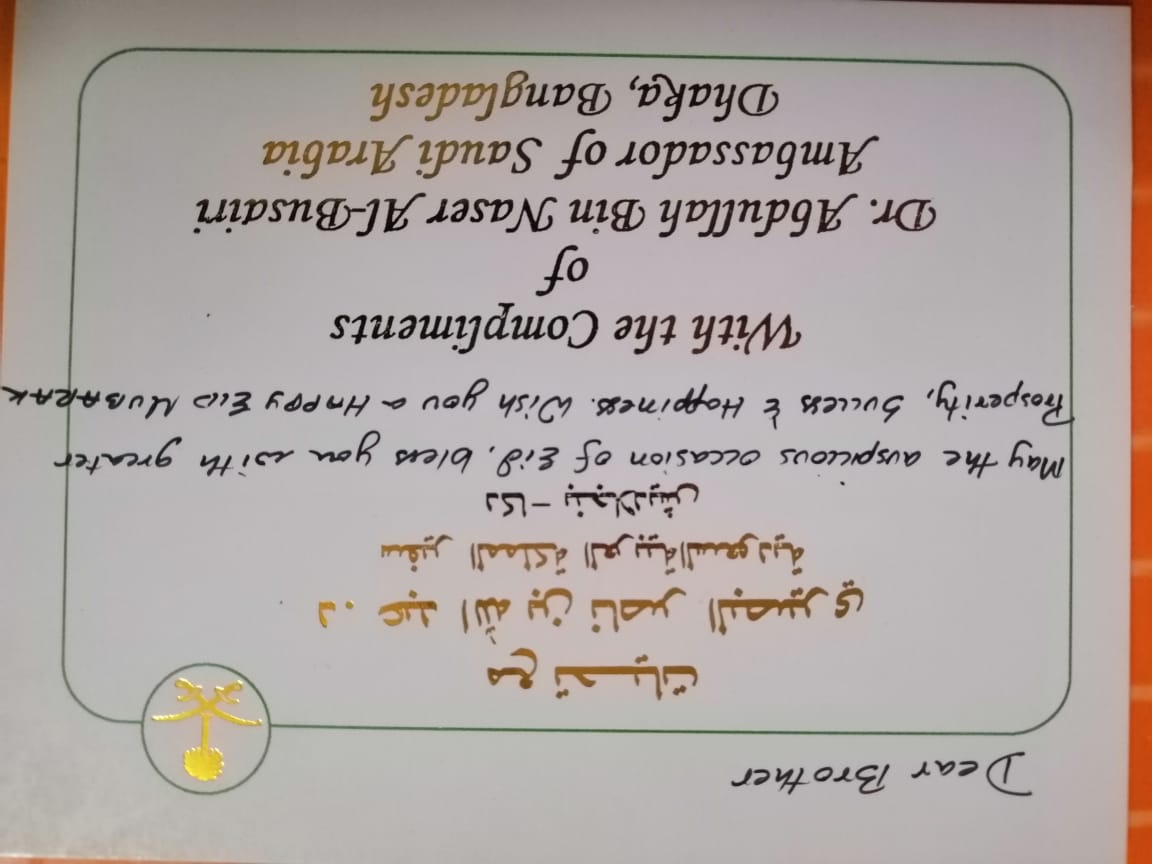 Dear Brother
مع تحيات
د. عبد الله بن ناصر البصيري
سفير المملكة العربية السعودية
دكا - بنجلاديش
May the auspicious occasion of Eid, bless you with greater
Prosperity, Success & Happiness. Wish you a HAPPY EID MUBARAK
With the Compliments
of
Dr. Abdullah Bin Naser Al-Busairi
Ambassador of Saudi Arabia
Dhaka, Bangladesh